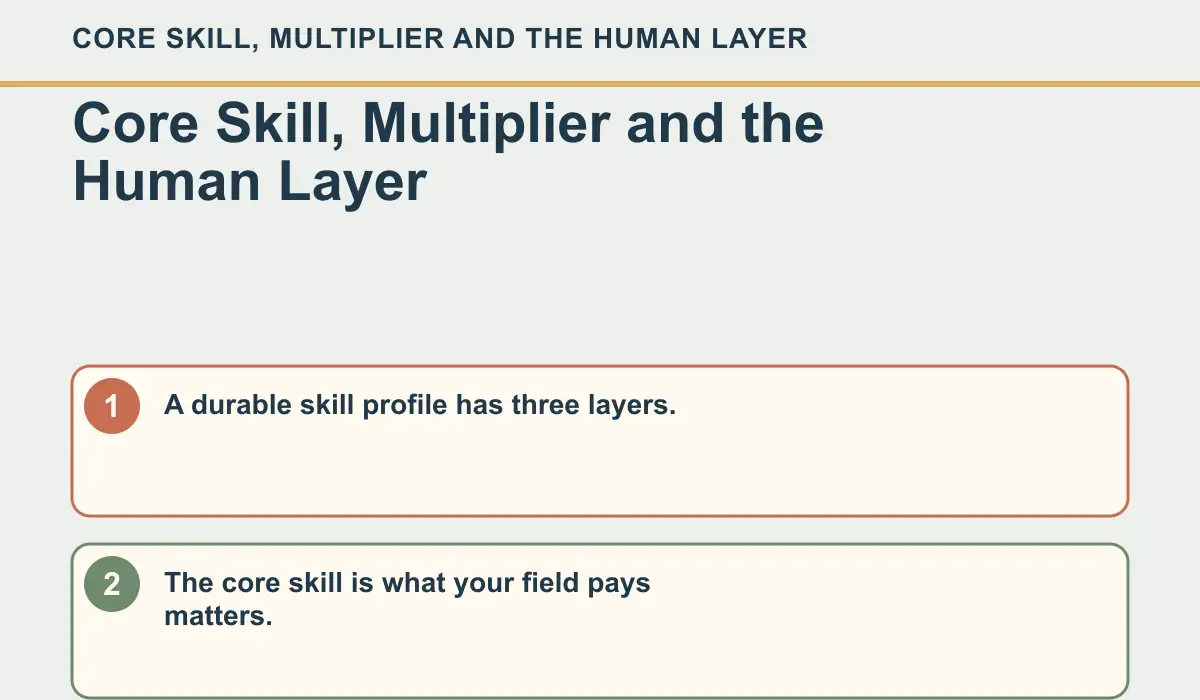 CORE SKILL, MULTIPLIER AND THE HUMAN LAYER
Core Skill, Multiplier and the
Human Layer
1
A durable skill profile has three layers.
2
The core skill is what your field pays
matters.